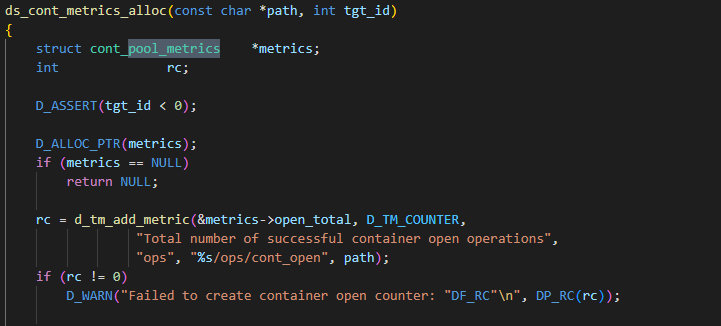 ds_cont_metrics_alloc(const char *path, int tgt_id)
{
    struct cont_pool_metrics    *metrics;
    int                rc;
    D_ASSERT(tgt_id < 0);
    D_ALLOC_PTR(metrics);
    if (metrics == NULL)
        return NULL;
    rc = d_tm_add_metric(&metrics->open_total, D_TM_COUNTER,
                 "Total number of successful container open operations",
                 "ops", "%s/ops/cont_open", path);
    if (rc != 0)
        D_WARN("Failed to create container open counter: "DF_RC"\n", DP_RC(rc));